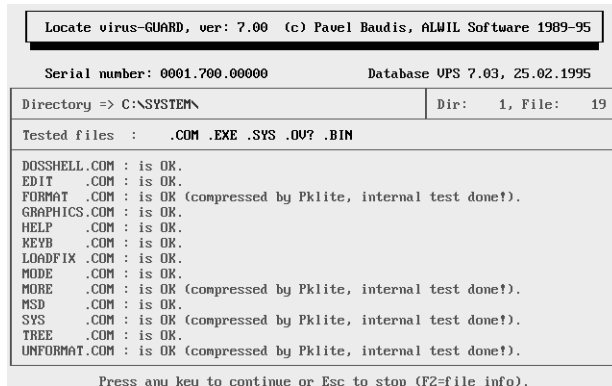 Locate virus-GUARD, ver: 7.00 (c) Pavel Baudis, ALWIL Software 1989-95
Serial number: 0001.700.00000 Database VPS 7.03, 25.02.1995
Directory => C:\SYSTEM\ Dir: 1, File: 19
Tested files : .COM .EXE .SYS .OV? .BIN
DOSSHELL.COM : is OK.
EDIT .COM : is OK.
FORMAT .COM : is OK (compressed by Pklite, internal test done!).
GRAPHICS.COM : is OK.
HELP .COM : is OK.
KEYB .COM : is OK.
LOADFIX .COM : is OK.
MODE .COM : is OK.
MORE .COM : is OK (compressed by Pklite, internal test done!).
MSD .COM : is OK.
SYS .COM : is OK (compressed by Pklite, internal test done!).
TREE .COM : is OK.
UNFORMAT.COM : is OK (compressed by Pklite, internal test done!).
Press any key to continue or Esc to stop (F2=file info).